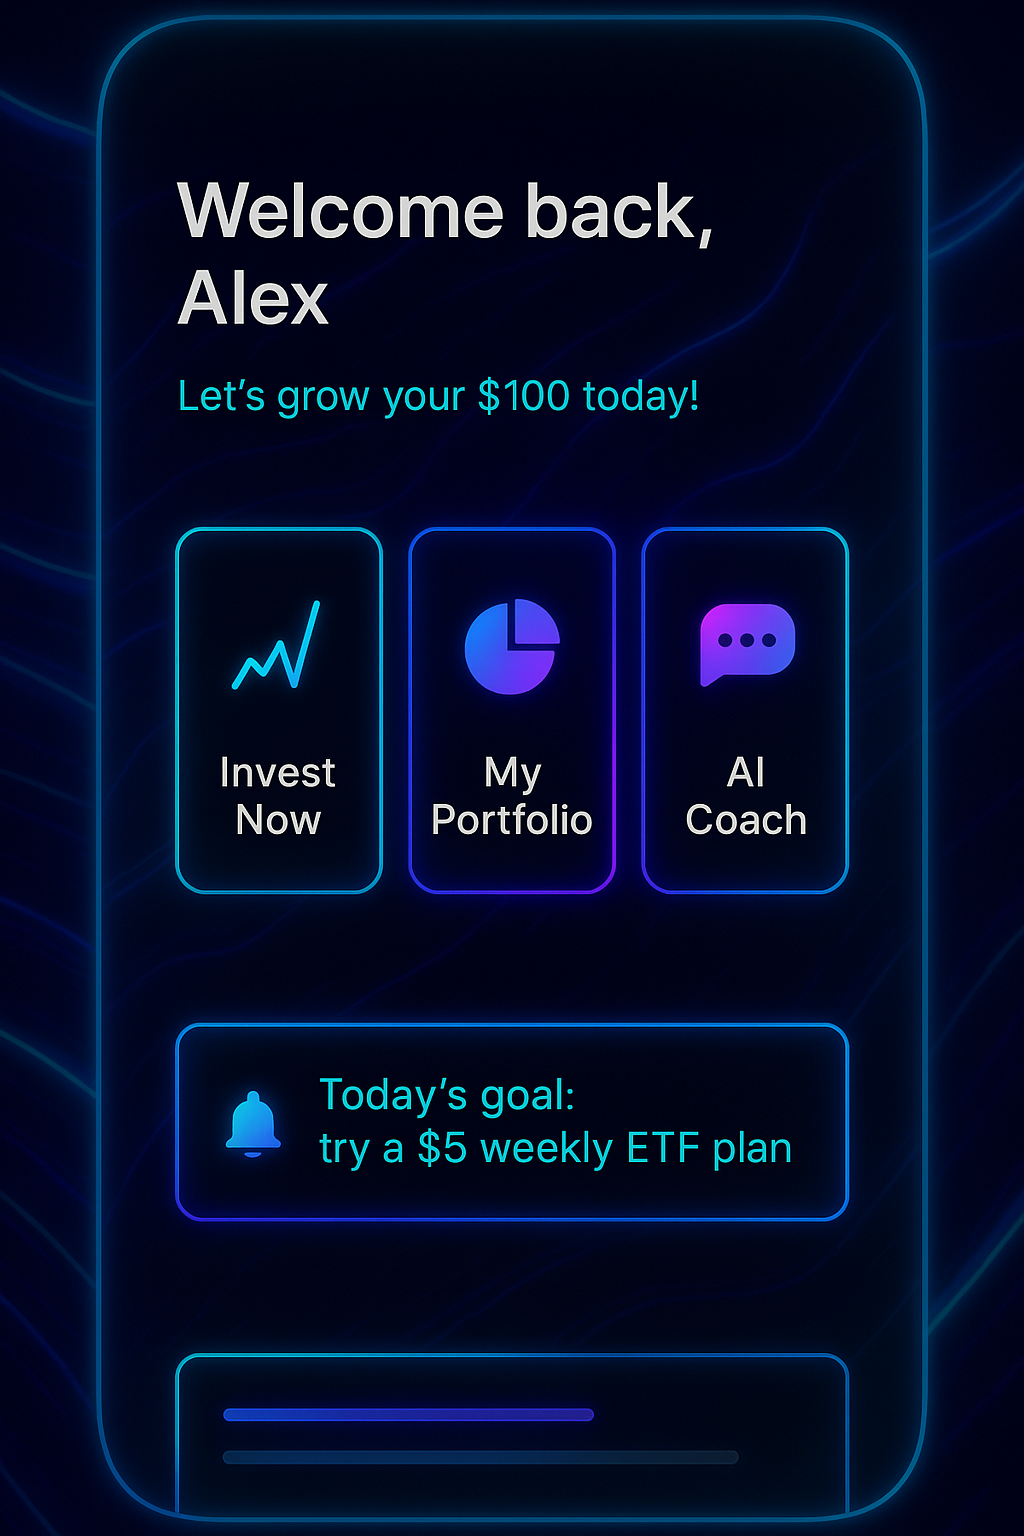 Welcome back,
Alex
Let’s grow your $100 today!
Invest
Now
My
Portfolio
AI
Coach
Today’s goal:
try a $5 weekly ETF plan